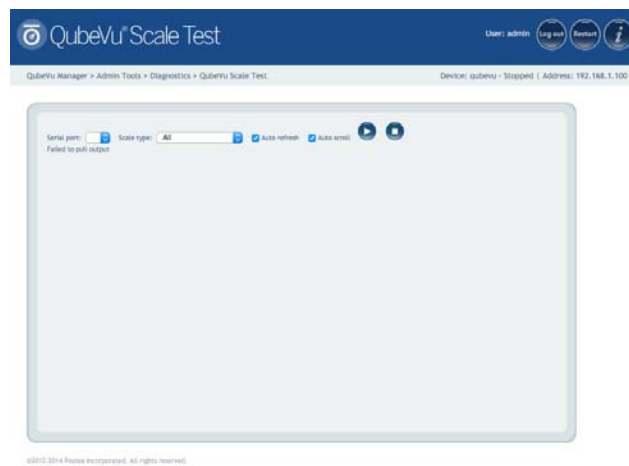 QubeVu® Scale Test
User: admin
Log out
Restart
i
QubeVu Manager > Admin Tools > Diagnostics > QubeVu Scale Test
Device: qubevu - Stopped | Address: 192.168.1.100
Serial port: Scale type: All Auto refresh Auto scroll
Failed to pull output
©2012-2014 Postea Incorporated. All rights reserved.